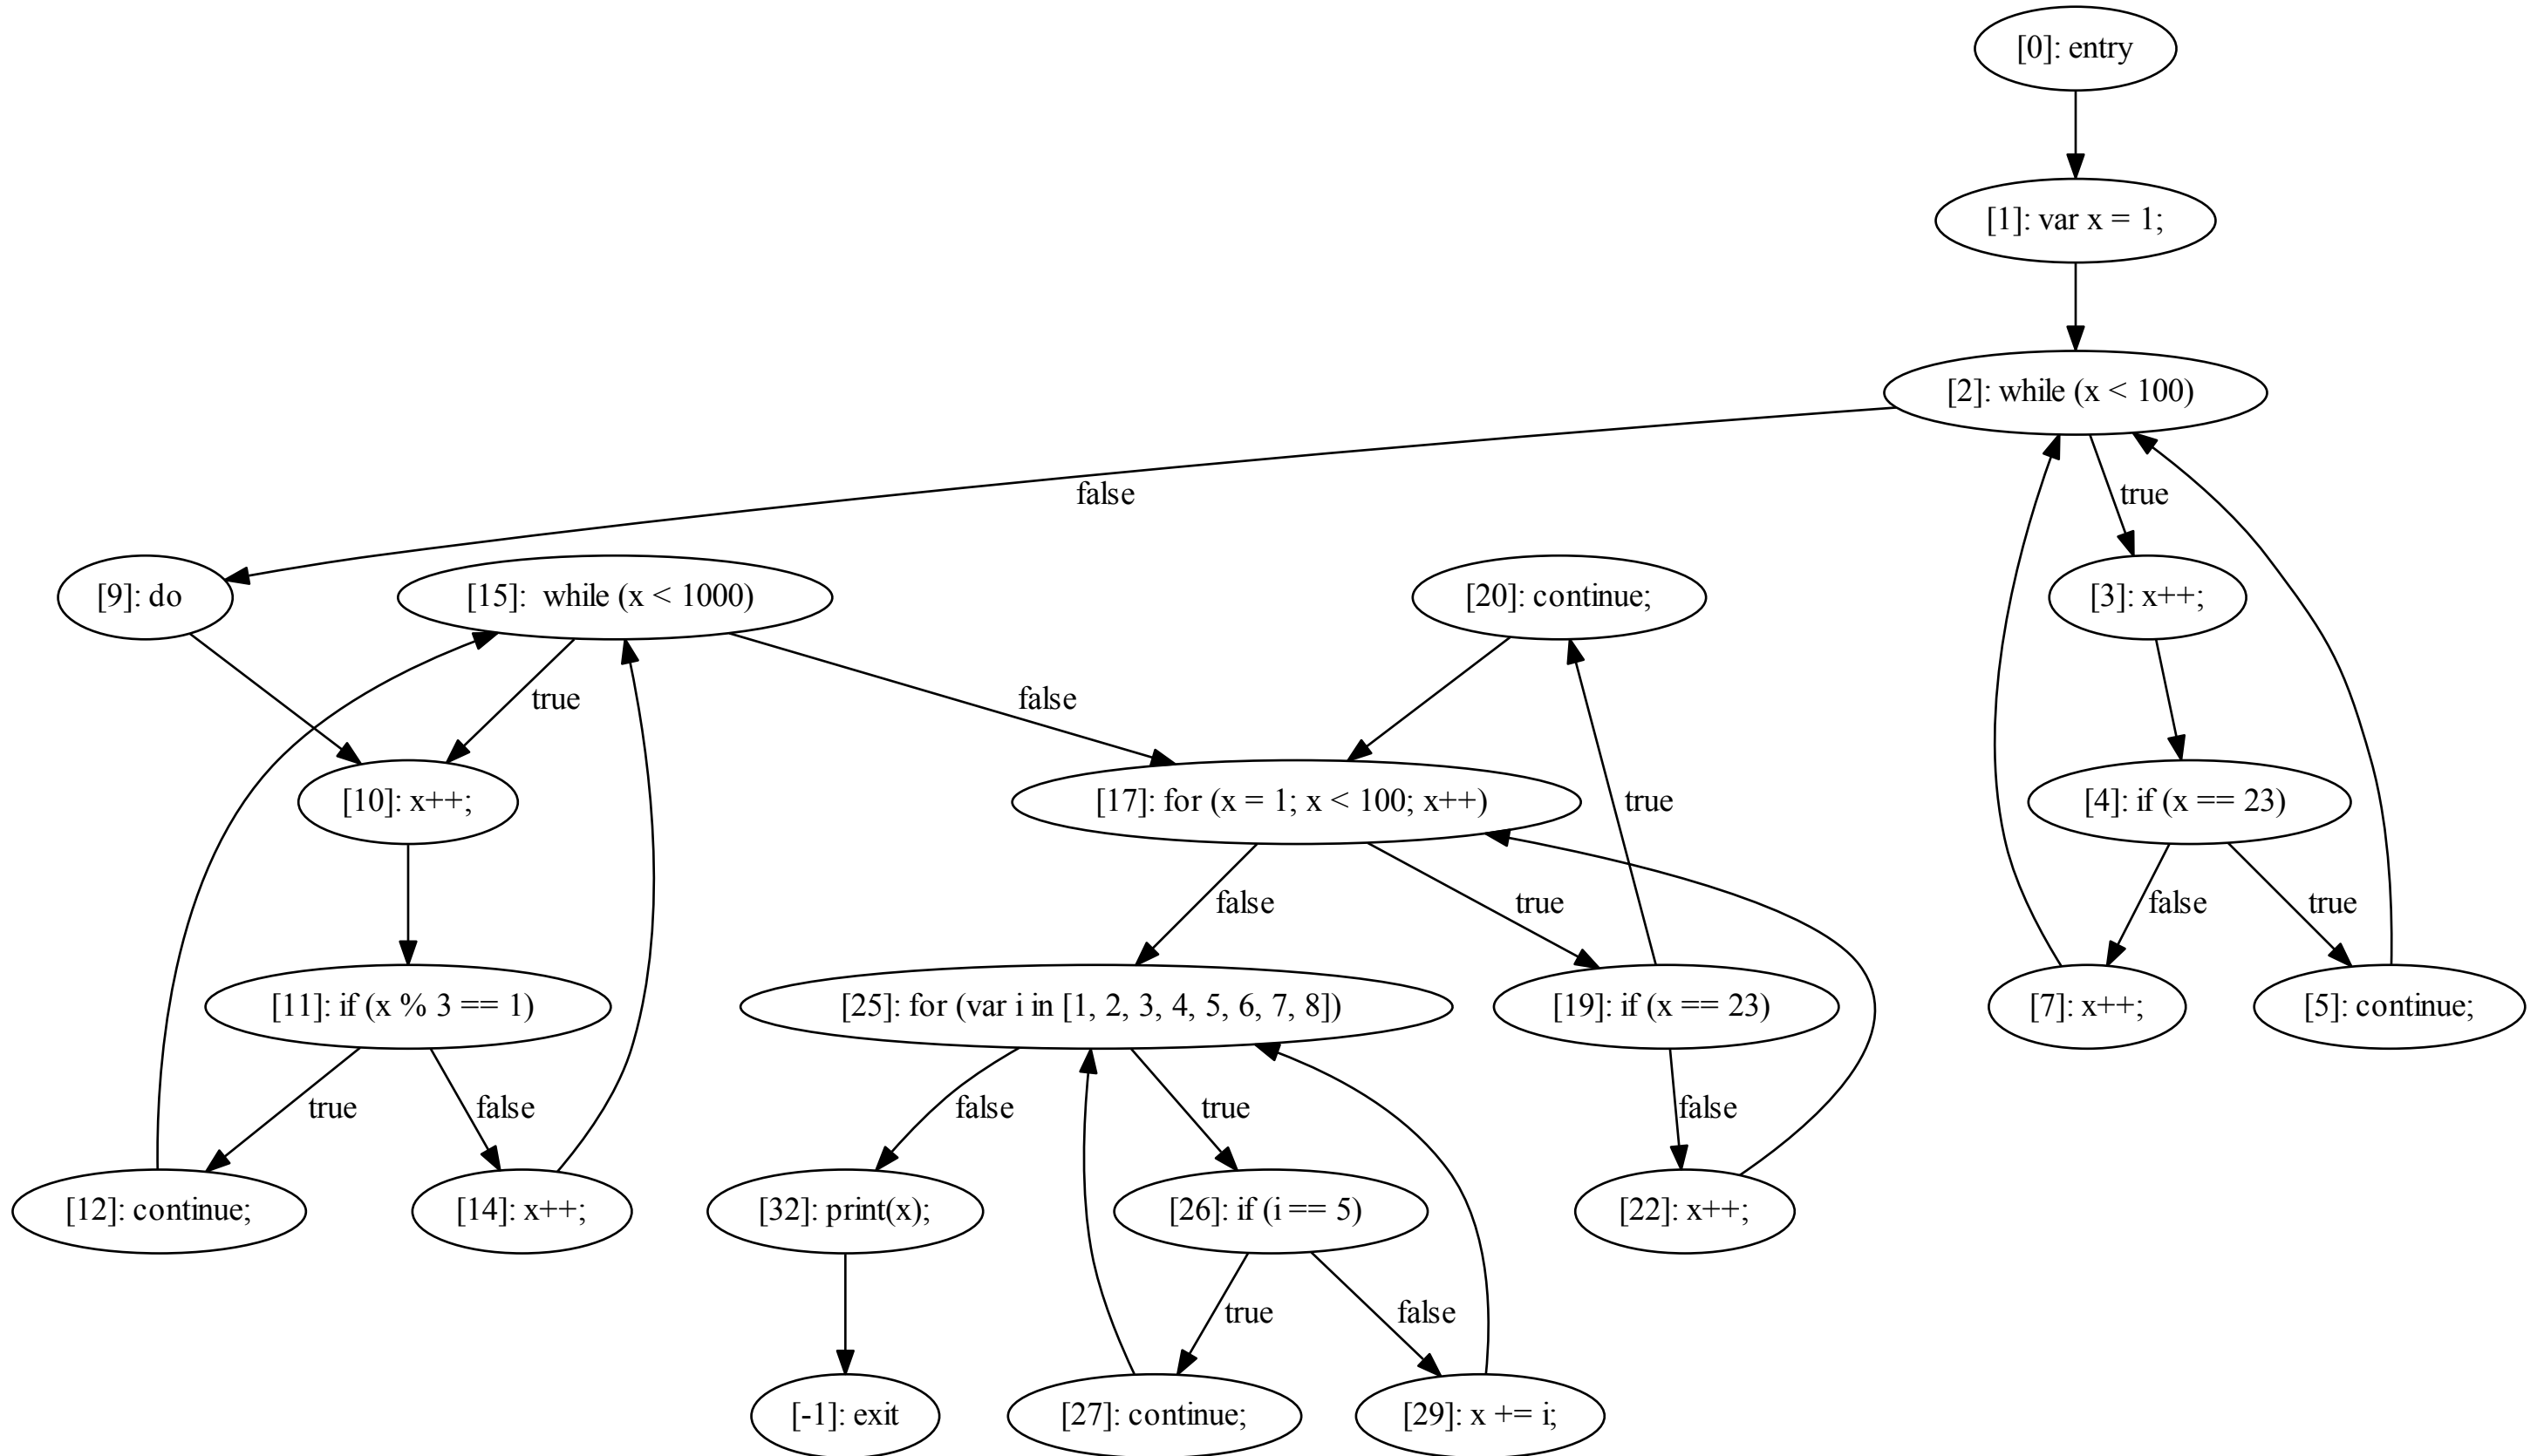 [0]: entry
[1]: var x = 1;
[2]: while (x < 100)
false
true
[9]: do
[15]:  while (x < 1000)
[20]: continue;
[3]: x++;
true
false
true
[10]: x++;
[17]: for (x = 1; x < 100; x++)
[4]: if (x == 23)
false
true
false
true
[11]: if (x % 3 == 1)
[25]: for (var i in [1, 2, 3, 4, 5, 6, 7, 8])
[19]: if (x == 23)
[7]: x++;
[5]: continue;
true
false
false
true
false
[12]: continue;
[14]: x++;
[32]: print(x);
[26]: if (i == 5)
[22]: x++;
true
false
[-1]: exit
[27]: continue;
[29]: x += i;